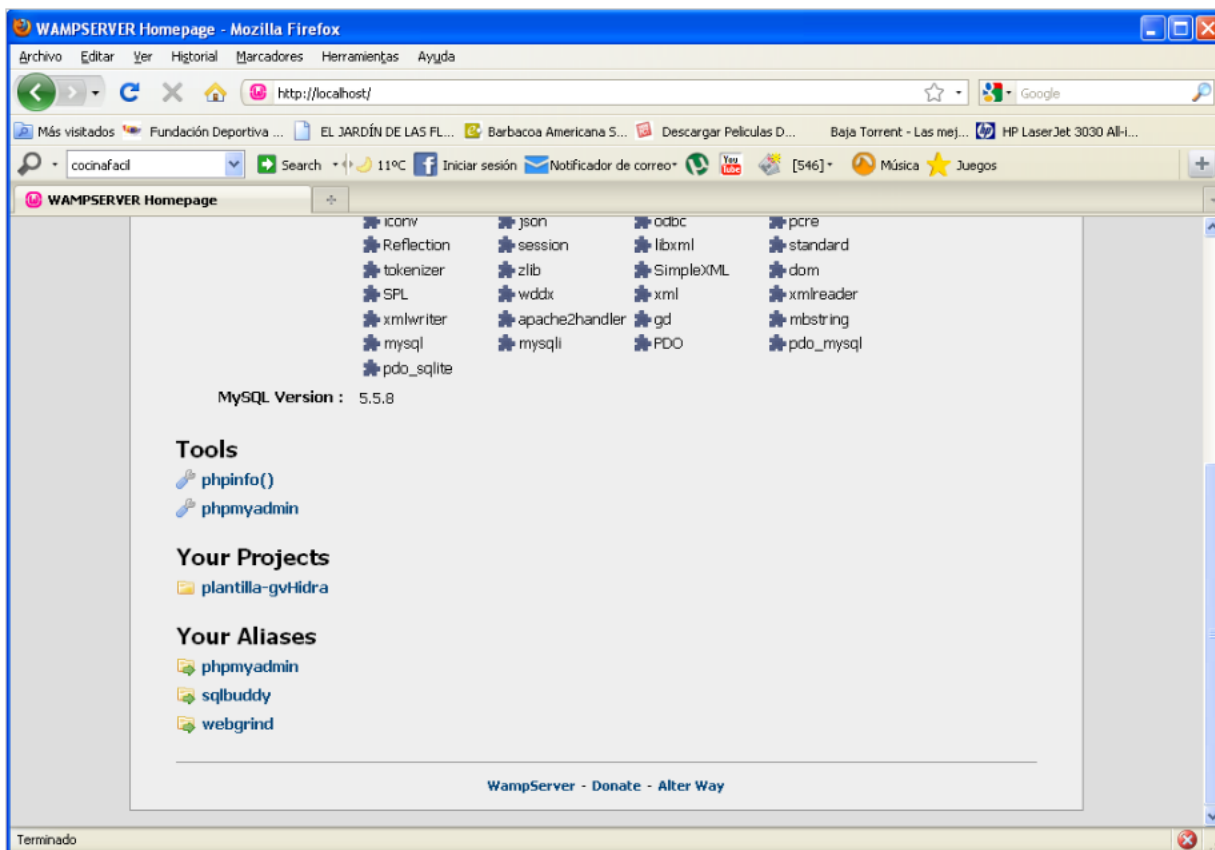 WAMPSERVER Homepage - Mozilla Firefox
Archivo Editar Ver Historial Marcadores Herramientas Ayuda
http://localhost/ Google
Más visitados Fundación Deportiva ... EL JARDÍN DE LAS FL... Barbacoa Americana S... Descargar Peliculas D... Baja Torrent - Las mej... HP LaserJet 3030 All-i...
cocinafacil Search 11ºC Iniciar sesión Notificador de correo You Tube [546] Música Juegos
WAMPSERVER Homepage
iconv json odbc pcre
Reflection session libxml standard
tokenizer zlib SimpleXML dom
SPL wddx xml xmlreader
xmlwriter apache2handler gd mbstring
mysql mysqli PDO pdo_mysql
pdo_sqlite
MySQL Version : 5.5.8
Tools
phpinfo()
phpmyadmin
Your Projects
plantilla-gvHidra
Your Aliases
phpmyadmin
sqlbuddy
webgrind
WampServer - Donate - Alter Way
Terminado